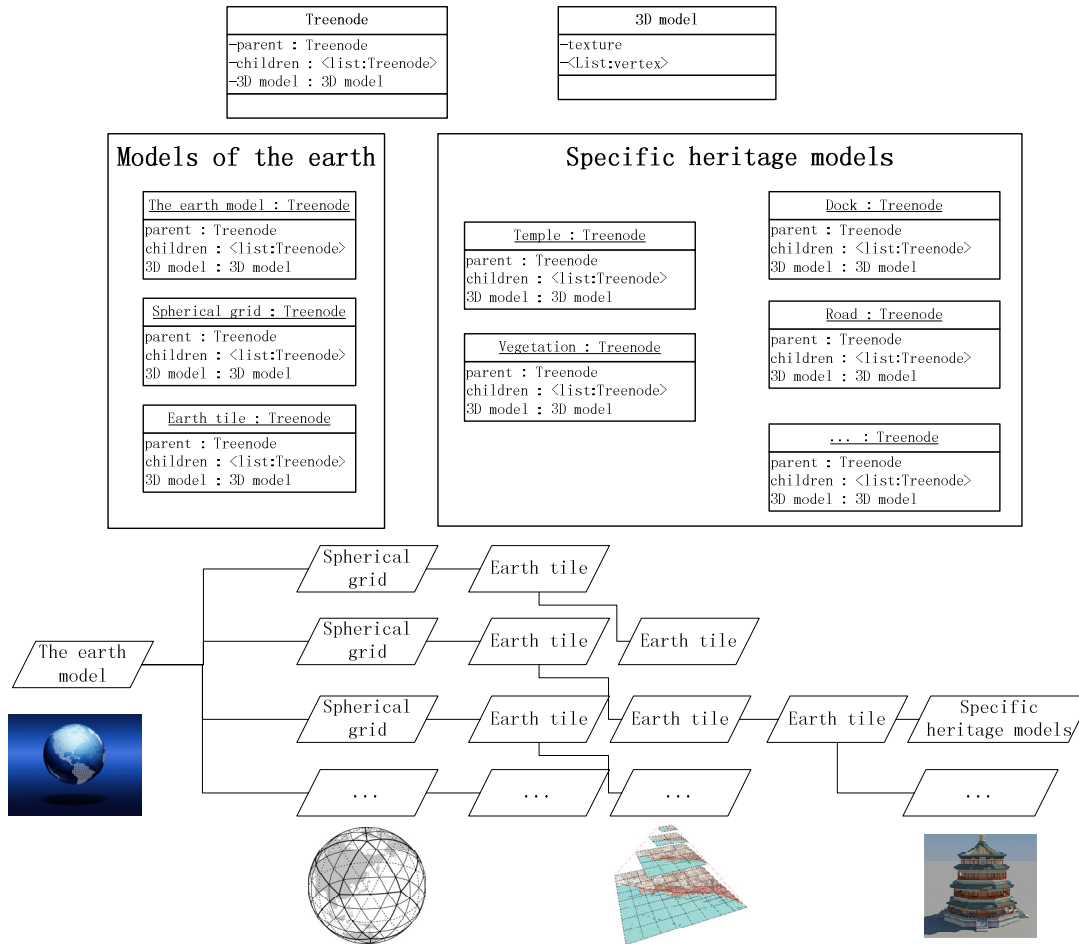 Treenode
-parent : Treenode
-children : <list:Treenode>
-3D model : 3D model
3D model
-texture
-<List:vertex>
Models of the earth
The earth model : Treenode
parent : Treenode
children : <list:Treenode>
3D model : 3D model
Spherical grid : Treenode
parent : Treenode
children : <list:Treenode>
3D model : 3D model
Earth tile : Treenode
parent : Treenode
children : <list:Treenode>
3D model : 3D model
Specific heritage models
Temple : Treenode
parent : Treenode
children : <list:Treenode>
3D model : 3D model
Vegetation : Treenode
parent : Treenode
children : <list:Treenode>
3D model : 3D model
Dock : Treenode
parent : Treenode
children : <list:Treenode>
3D model : 3D model
Road : Treenode
parent : Treenode
children : <list:Treenode>
3D model : 3D model
... : Treenode
parent : Treenode
children : <list:Treenode>
3D model : 3D model
The earth
model
Spherical
grid
Earth tile
Spherical
grid
Earth tile
Earth tile
Spherical
grid
Earth tile
Earth tile
Earth tile
Specific
heritage models
...
...
...
...